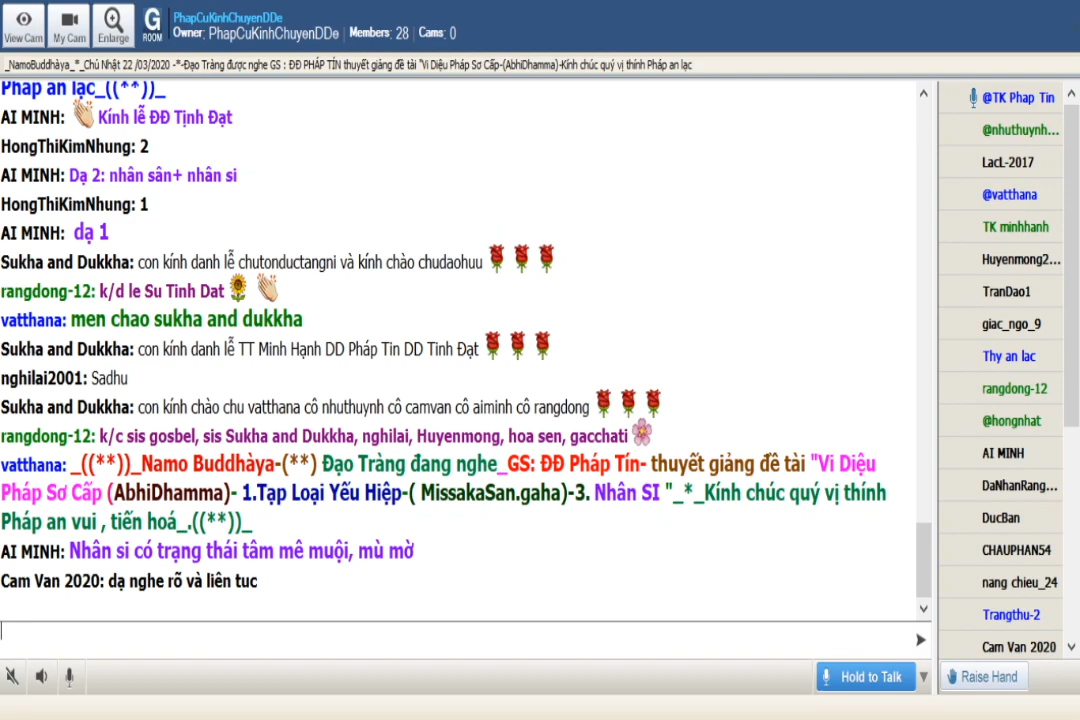 View Cam
My Cam
Enlarge
G
ROOM
PhapCuKinhChuyenDDe
Owner: PhapCuKinhChuyenDDe | Members: 28 | Cams: 0
_NamoBuddhàya_*_Chủ Nhật 22 /03/2020 -*-Đạo Tràng được nghe GS : ĐĐ PHÁP TÍN thuyết giảng đề tài "Vi Diệu Pháp Sơ Cấp-(AbhiDhamma)-Kính chúc quý vị thính Pháp an lạc
Pháp an lạc_((**))_
AI MINH: Kính lễ ĐĐ Tịnh Đạt
HongThiKimNhung: 2
AI MINH: Dạ 2: nhân sân+ nhân si
HongThiKimNhung: 1
AI MINH: dạ 1
Sukha and Dukkha: con kính danh lễ chutonductangni và kính chào chudaohuu
rangdong-12: k/d le Su Tinh Dat
vatthana: men chao sukha and dukkha
Sukha and Dukkha: con kính danh lễ TT Minh Hạnh DD Pháp Tin DD Tinh Đạt
nghilai2001: Sadhu
Sukha and Dukkha: con kính chào chu vatthana cô nhuthuynh cô camvan cô aiminh cô rangdong
rangdong-12: k/c sis gosbel, sis Sukha and Dukkha, nghilai, Huyenmong, hoa sen, gacchati
vatthana: _((**))_Namo Buddhàya-(**) Đạo Tràng đang nghe_GS: ĐĐ Pháp Tín- thuyết giảng đề tài "Vi Diệu
Pháp Sơ Cấp (AbhiDhamma)- 1.Tạp Loại Yếu Hiệp-( MissakaSan.gaha)-3. Nhân SI "_*_Kính chúc quý vị thính
Pháp an vui , tiến hoá_.((**))_
AI MINH: Nhân si có trạng thái tâm mê muội, mù mờ
Cam Van 2020: dạ nghe rõ và liên tuc
Hold to Talk
@TK Phap Tin
@nhuthuynh...
LacL-2017
@vatthana
TK minhhanh
Huyenmong2...
TranDao1
giac_ngo_9
Thy an lac
rangdong-12
@hongnhat
AI MINH
DaNhanRang...
DucBan
CHAUPHAN54
nang chieu_24
Trangthu-2
Cam Van 2020
Raise Hand